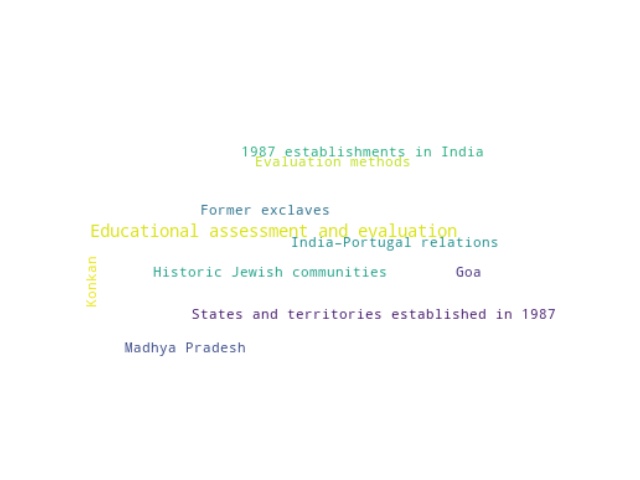 1987 establishments in India
Evaluation methods
Former exclaves
Educational assessment and evaluation
India-Portugal relations
Konkan
Historic Jewish communities
Goa
States and territories established in 1987
Madhya Pradesh